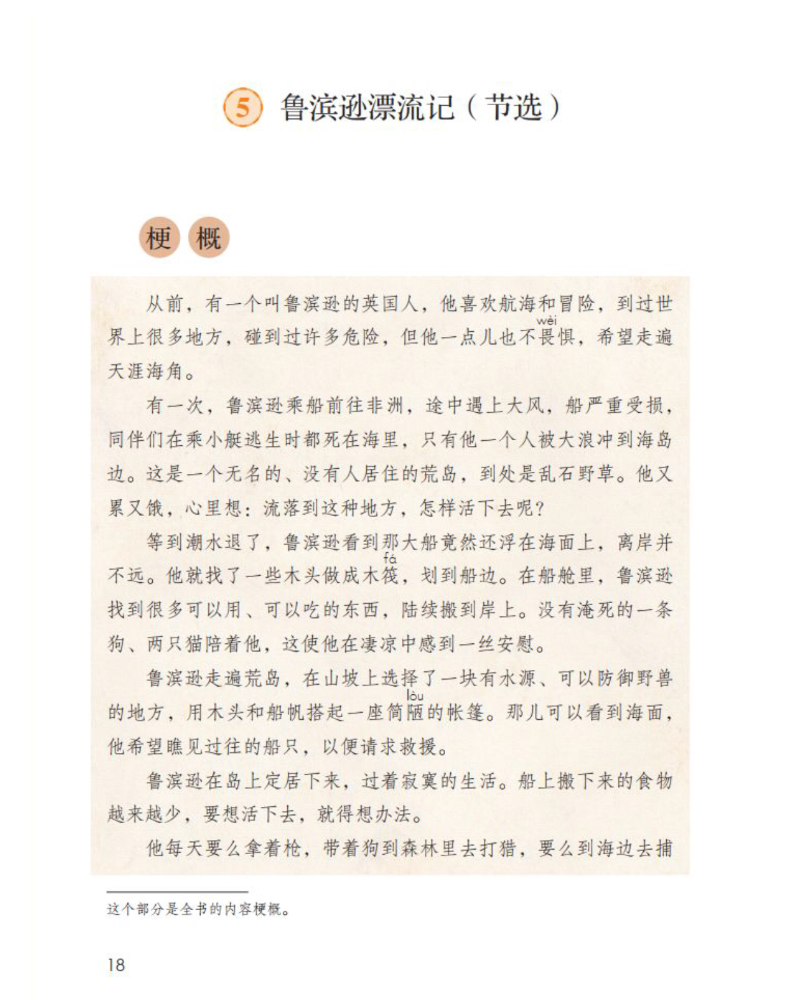 5 鲁滨逊漂流记（节选）
梗 概
从前，有一个叫鲁滨逊的英国人，他喜欢航海和冒险，到过世
wèi
界上很多地方，碰到过许多危险，但他一点儿也不畏惧，希望走遍
天涯海角。
有一次，鲁滨逊乘船前往非洲，途中遇上大风，船严重受损，
同伴们在乘小艇逃生时都死在海里，只有他一个人被大浪冲到海岛
边。这是一个无名的、没有人居住的荒岛，到处是乱石野草。他又
累又饿，心里想：流落到这种地方，怎样活下去呢？
等到潮水退了，鲁滨逊看到那大船竟然还浮在海面上，离岸并
fá
不远。他就找了一些木头做成木筏，划到船边。在船舱里，鲁滨逊
找到很多可以用、可以吃的东西，陆续搬到岸上。没有淹死的一条
狗、两只猫陪着他，这使他在凄凉中感到一丝安慰。
鲁滨逊走遍荒岛，在山坡上选择了一块有水源、可以防御野兽
lòu
的地方，用木头和船帆搭起一座简陋的帐篷。那儿可以看到海面，
他希望瞧见过往的船只，以便请求救援。
鲁滨逊在岛上定居下来，过着寂寞的生活。船上搬下来的食物
越来越少，要想活下去，就得想办法。
他每天要么拿着枪，带着狗到森林里去打猎，要么到海边去捕
这个部分是全书的内容梗概。
18